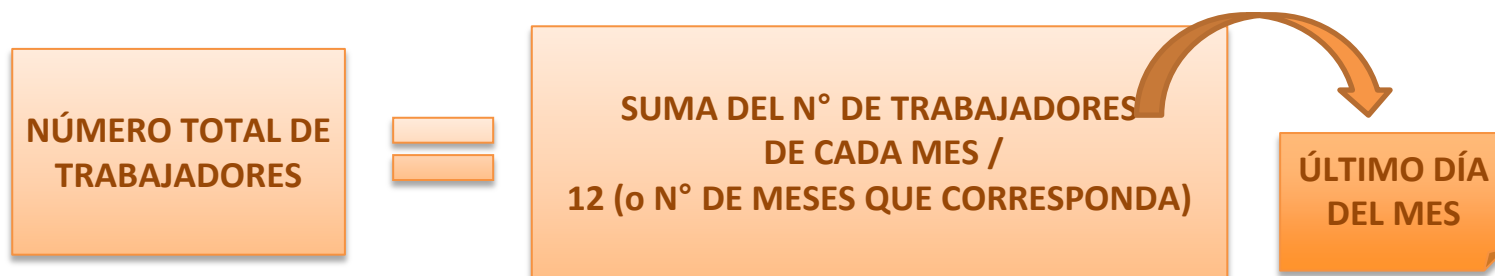 NÚMERO TOTAL DE
TRABAJADORES
SUMA DEL N° DE TRABAJADORES
DE CADA MES /
12 (o N° DE MESES QUE CORRESPONDA)
ÚLTIMO DÍA
DEL MES